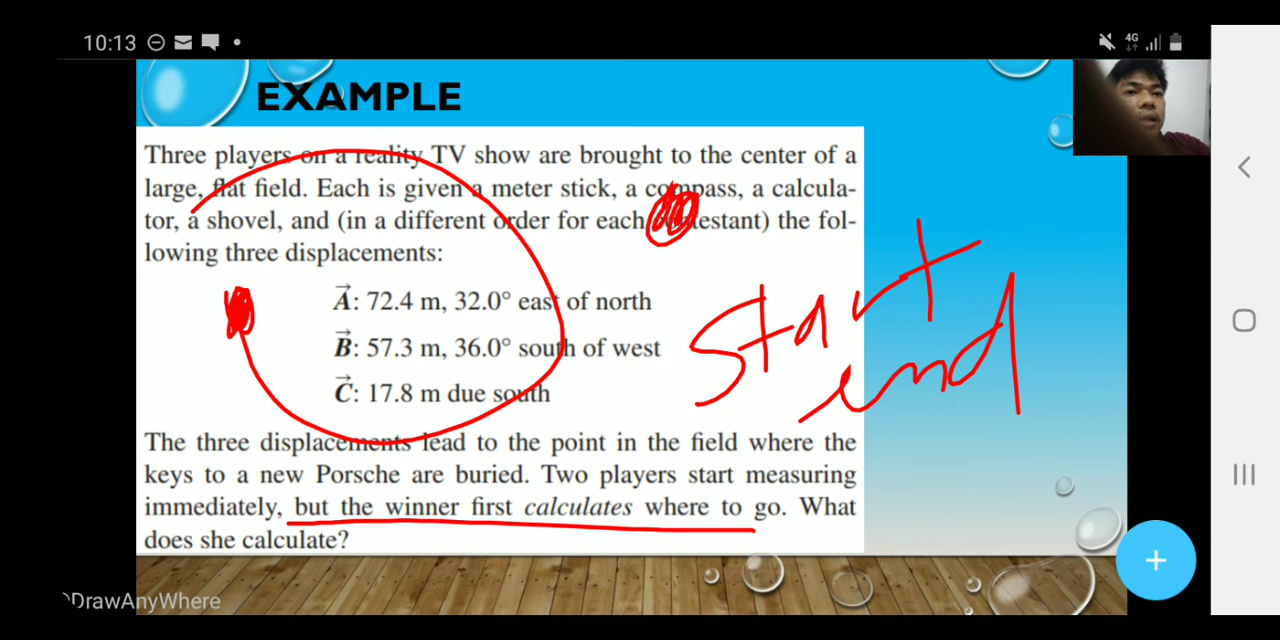 10:13
4G
EXAMPLE
Three players on a reality TV show are brought to the center of a
large, flat field. Each is given a meter stick, a compass, a calcula-
tor, a shovel, and (in a different order for each contestant) the fol-
lowing three displacements:
A: 72.4 m, 32.0° east of north
B: 57.3 m, 36.0° south of west
C: 17.8 m due south
start
end
The three displacements lead to the point in the field where the
keys to a new Porsche are buried. Two players start measuring
immediately, but the winner first calculates where to go. What
does she calculate?
DrawAnyWhere